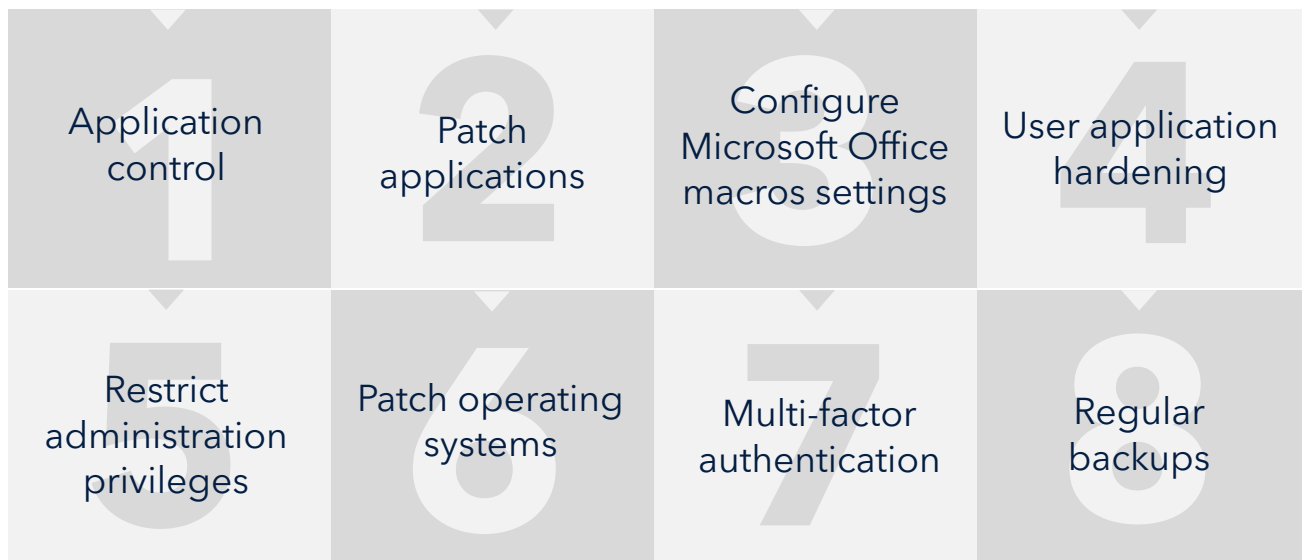 1
Application
control
2
Patch
applications
3
Configure
Microsoft Office
macros settings
4
User application
hardening
5
Restrict
administration
privileges
6
Patch operating
systems
7
Multi-factor
authentication
8
Regular
backups